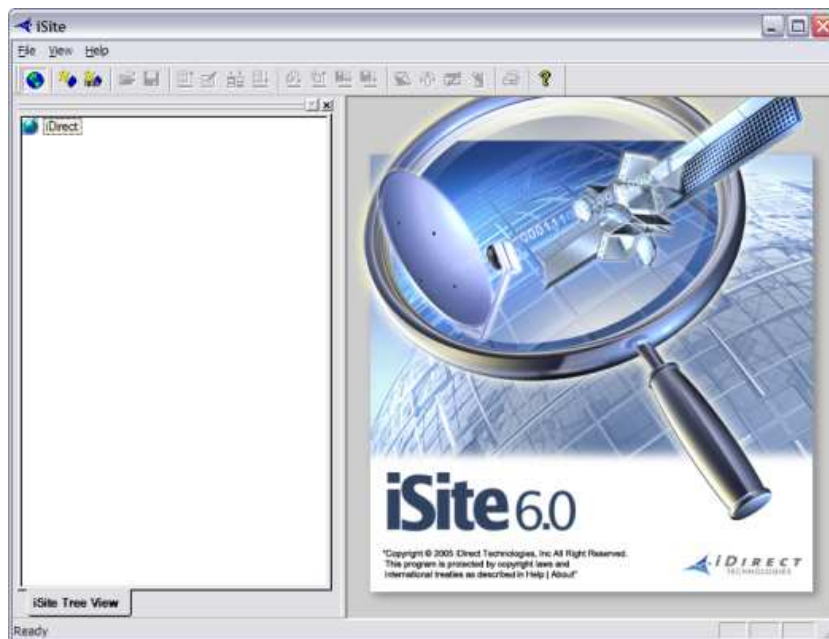 iSite
File View Help
iDirect
000111
iSite 6.0
"Copyright © 2005 iDirect Technologies, Inc All Right Reserved.
This program is protected by copyright laws and
International treaties as described in Help | About"
iDIRECT
TECHNOLOGIES
iSite Tree View
Ready